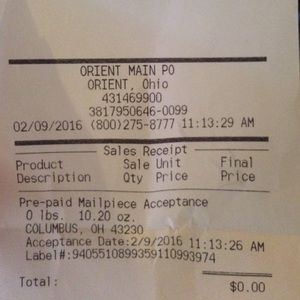 ORIENT MAIN PO
ORIENT, Ohio
431469900
3817950646-0099
02/09/2016 (800)275-8777 11:13:29 AM
Sales Receipt
Product Sale Unit Final
Description Qty Price Price
Pre-paid Mailpiece Acceptance
0 lbs. 10.20 oz.
COLUMBUS, OH 43230
Acceptance Date:2/9/2016 11:13:26 AM
Label#:9405510899359110993974
Total: $0.00